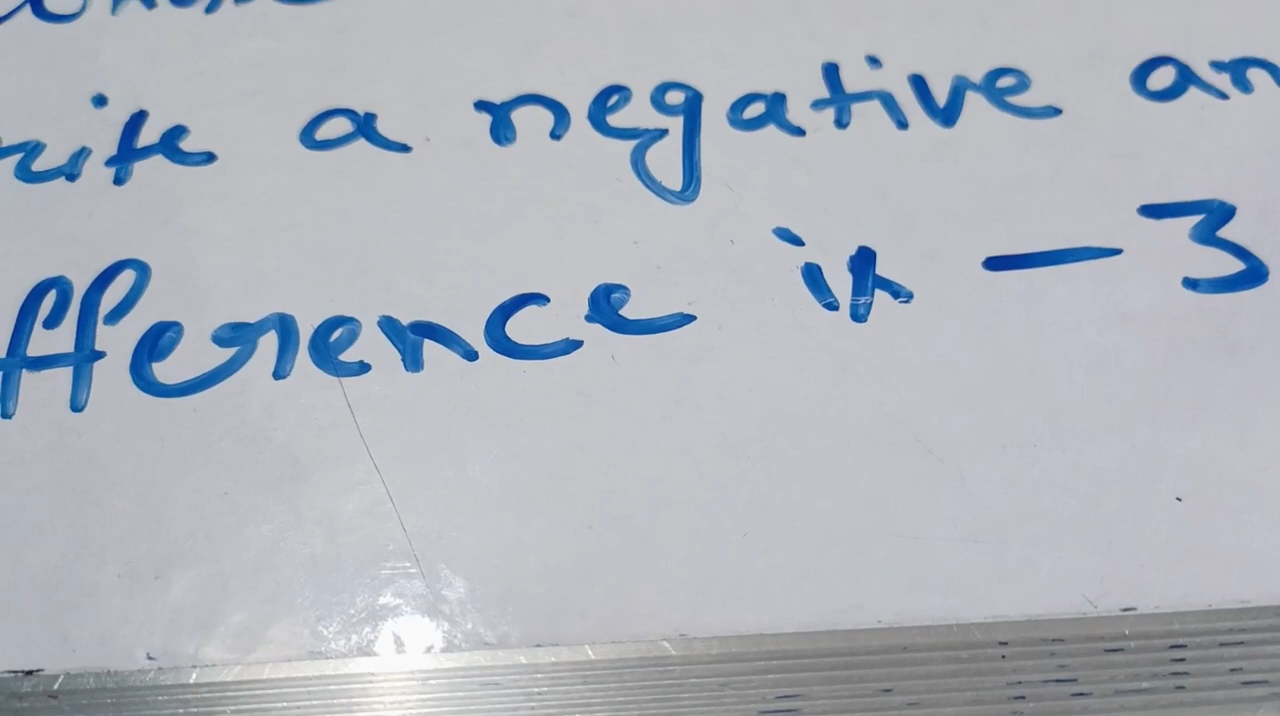 rite a negative an
fference is - 3